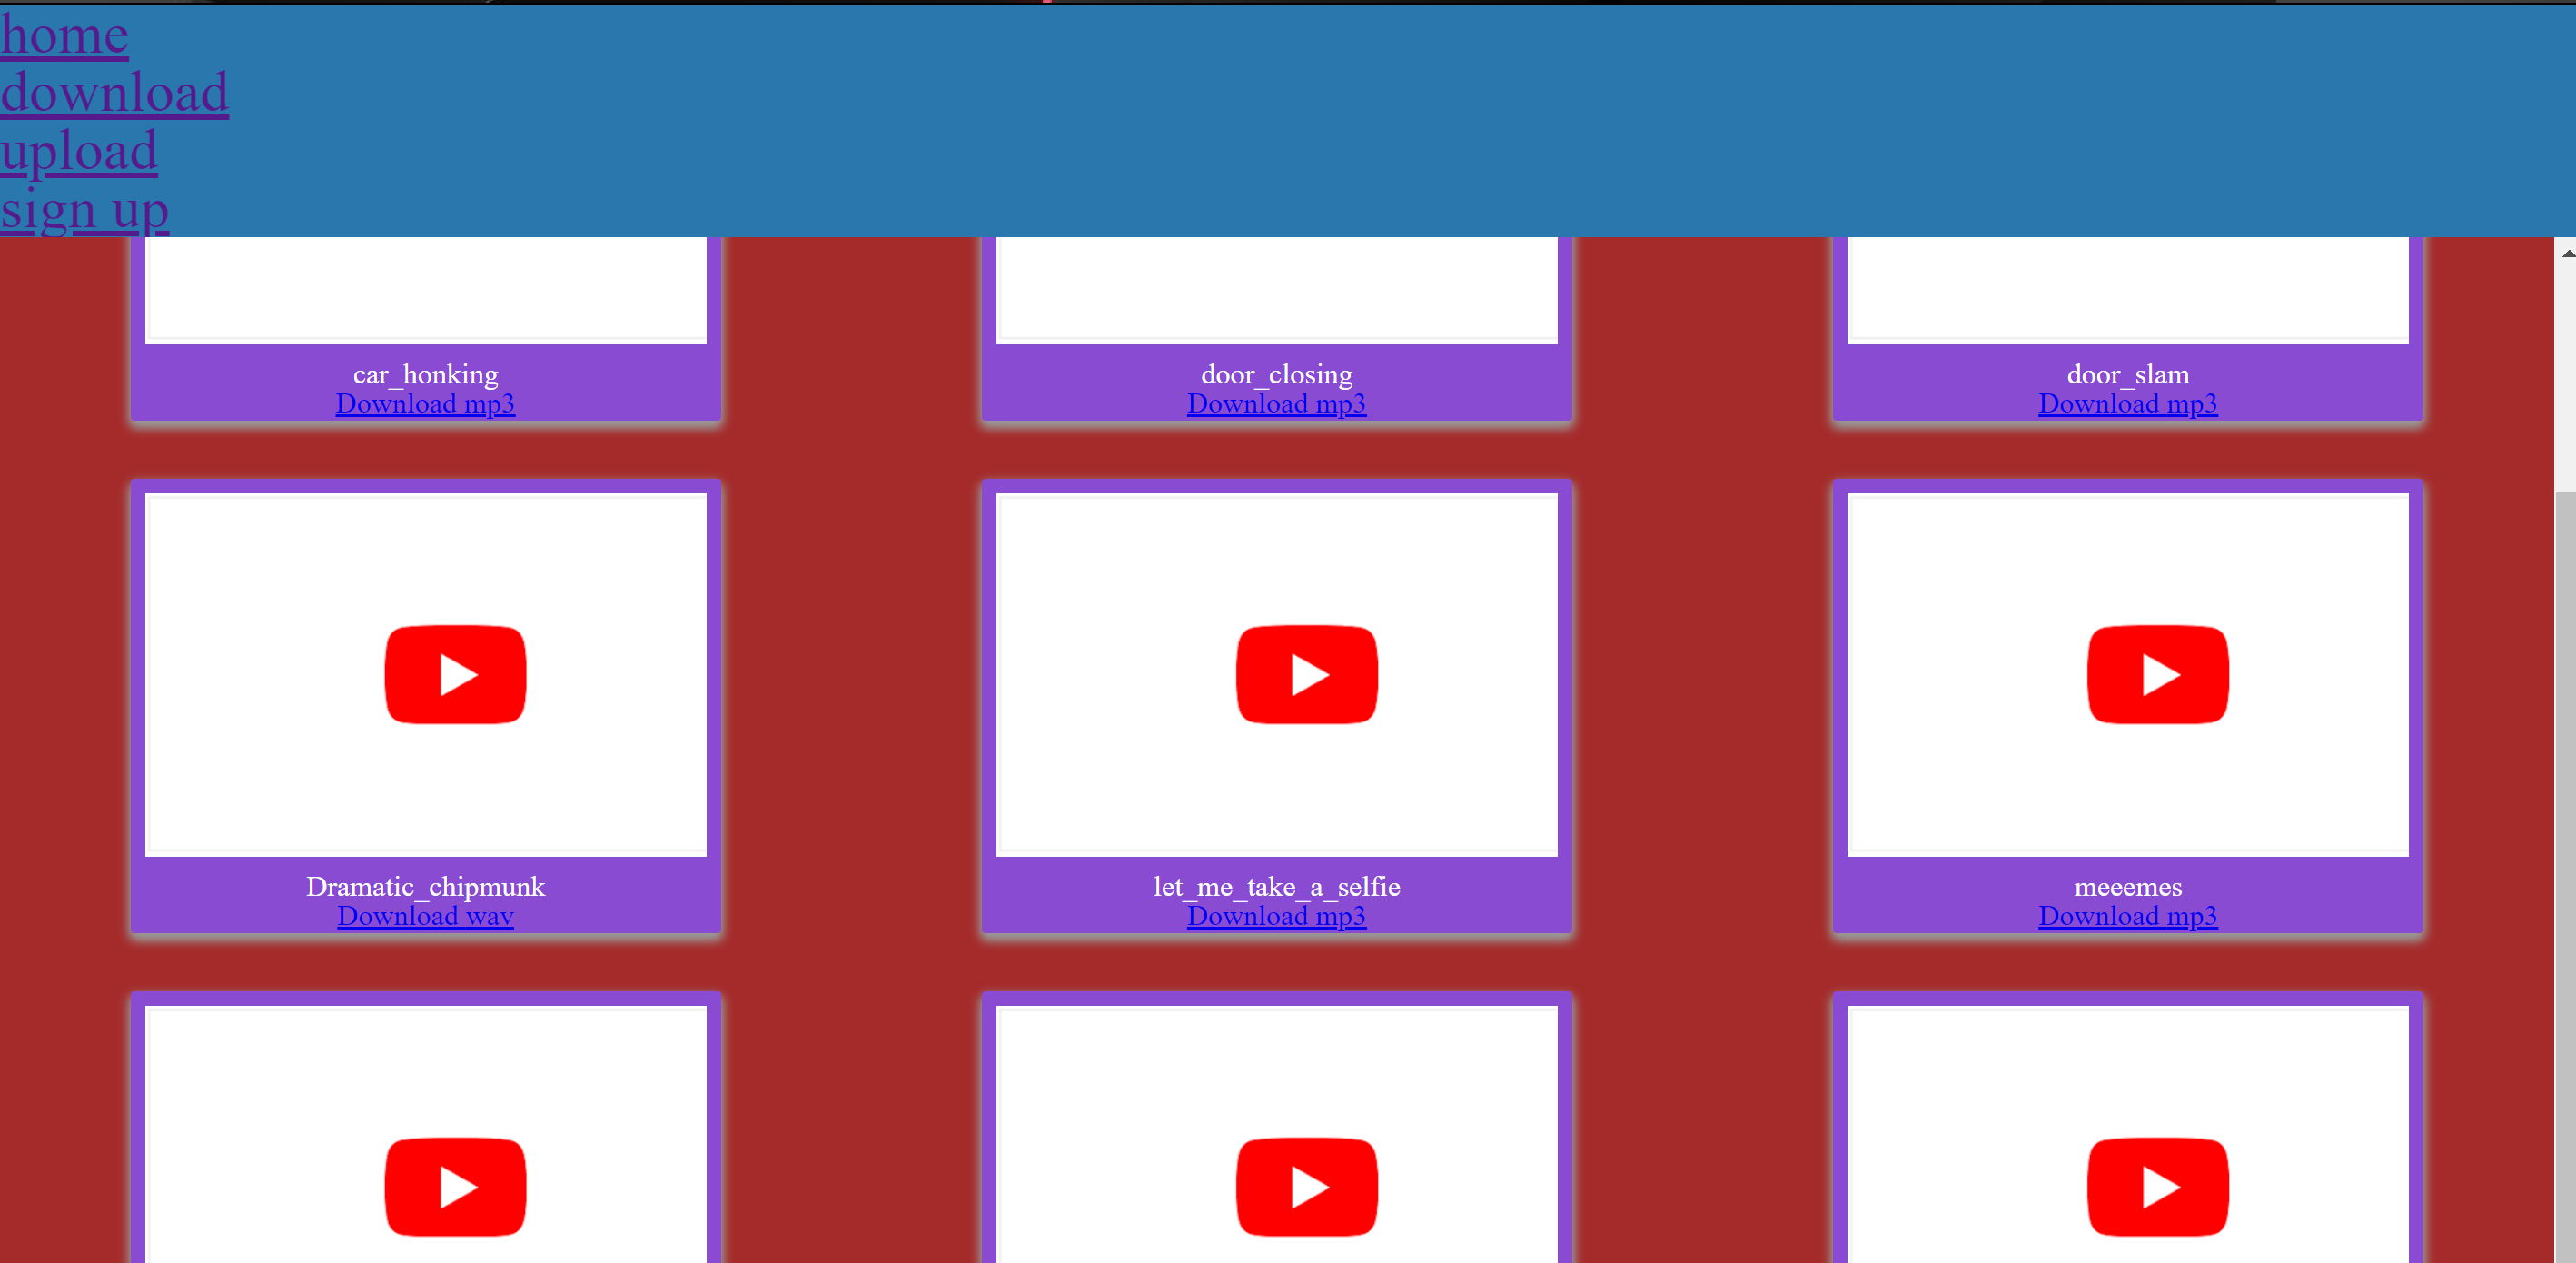 home
download
upload
sign up
car_honking
Download mp3
door_closing
Download mp3
door_slam
Download mp3
Dramatic_chipmunk
Download wav
let_me_take_a_selfie
Download mp3
meeemes
Download mp3